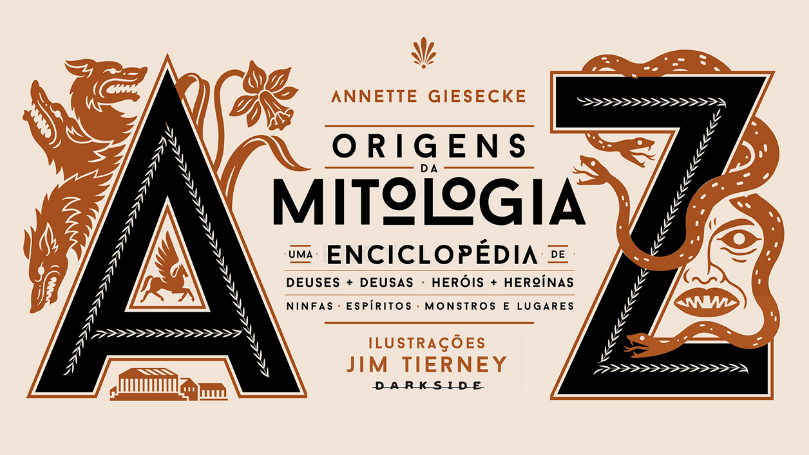 A
ANNETTE GIESECKE
ORIGENS
DA
MITOLOGIA
UMA ENCICLOPÉDIA DE
DEUSES + DEUSAS · HERÓIS + HEROÍNAS
NINFAS · ESPÍRITOS · MONSTROS E LUGARES
ILUSTRAÇÕES
JIM TIERNEY
DARKSIDE
Z